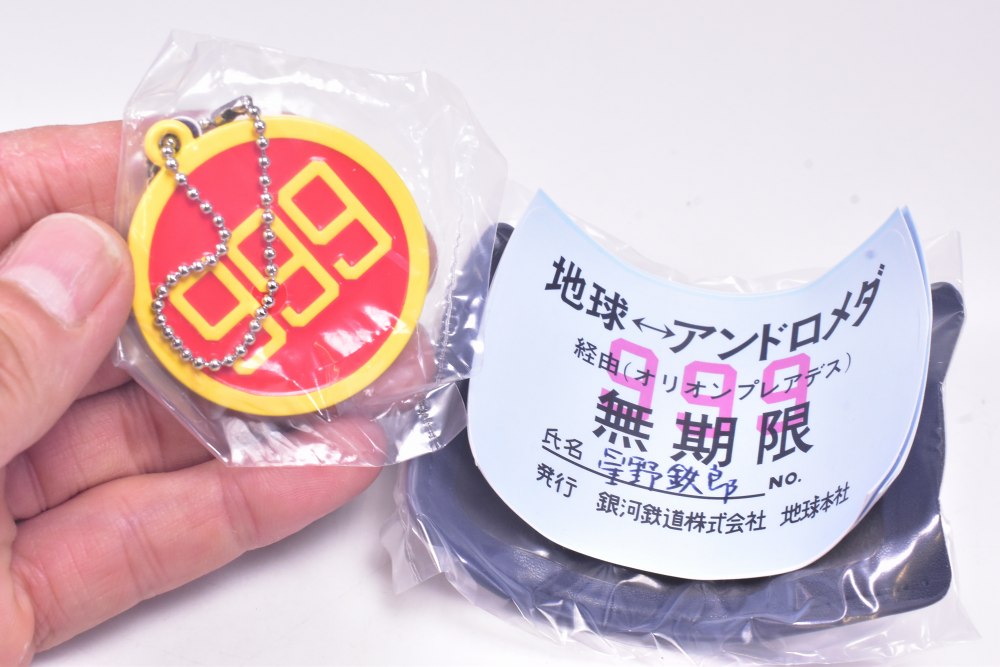 999
地球↔アンドロメダ
999
経由(オリオンプレアデス)
無期限
氏名 星野鉄郎 NO.
発行 銀河鉄道株式会社 地球本社